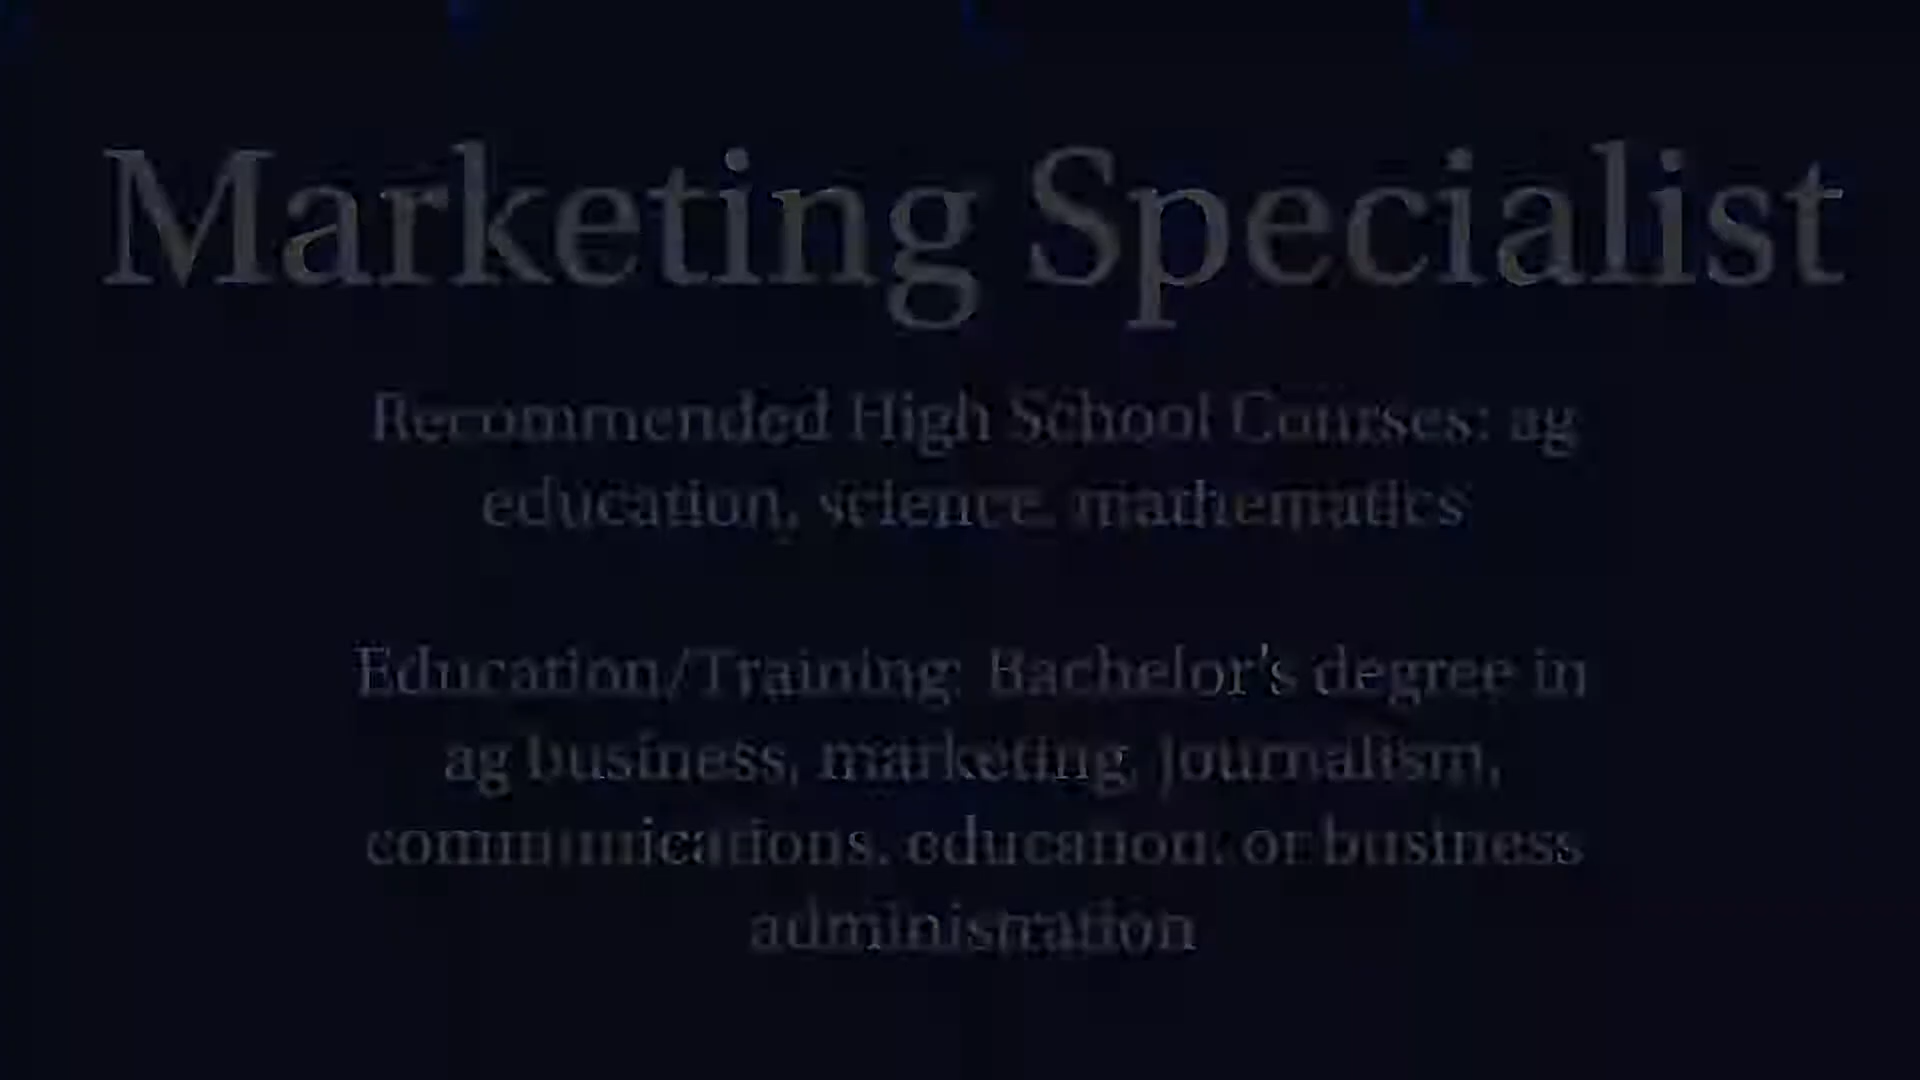 Marketing Specialist
Recommended High School Courses: ag
education, science, mathematics
Education/Training: Bachelor's degree in
ag business, marketing, journalism,
communications, education, or business
administration